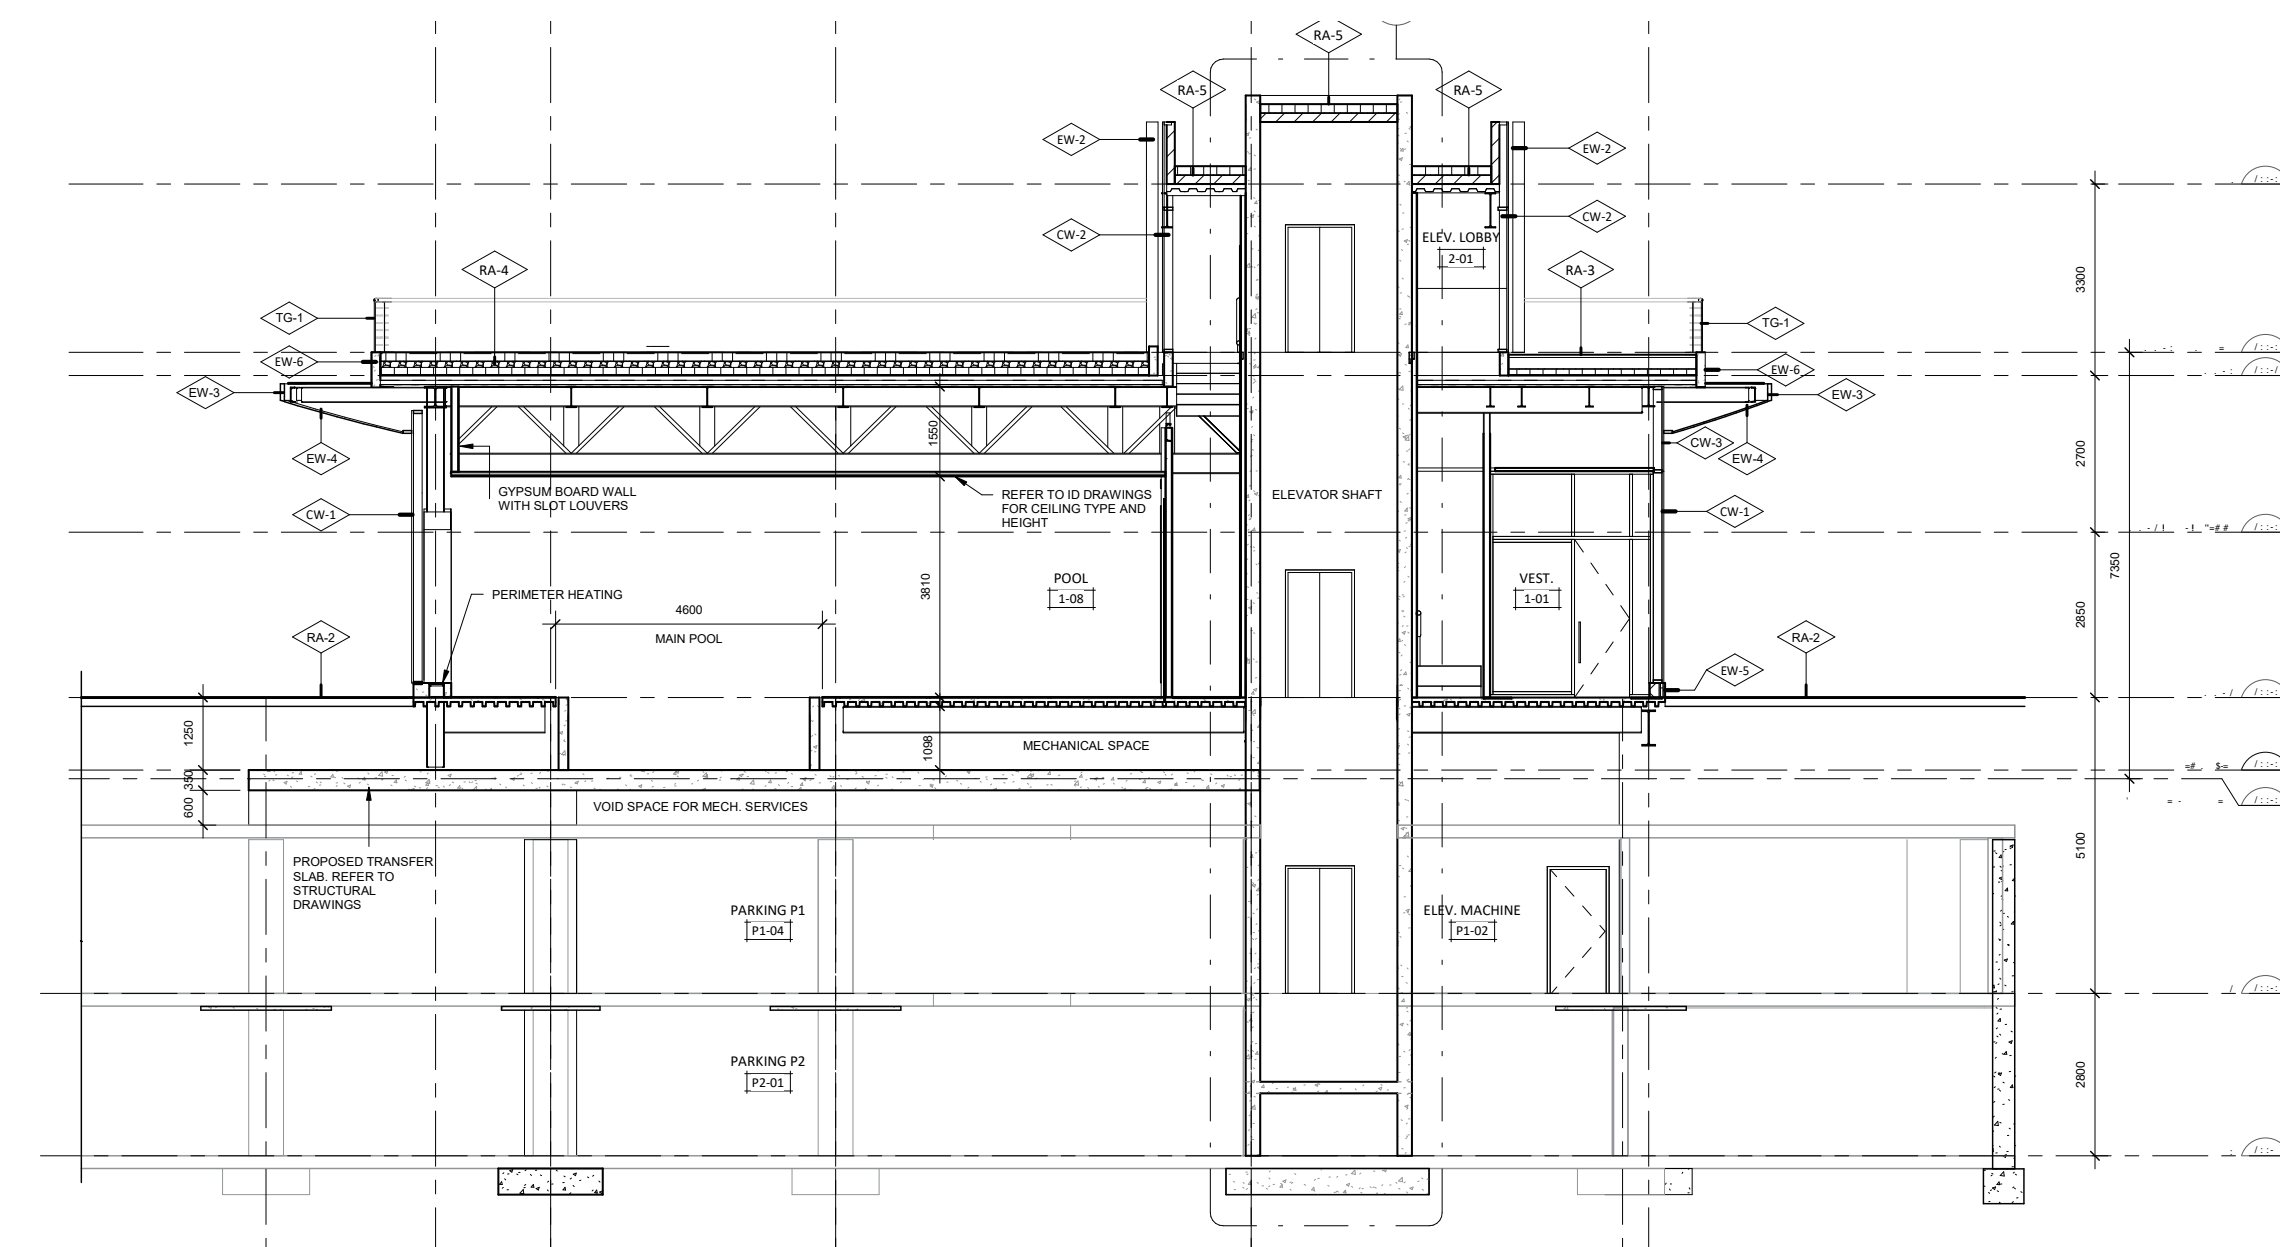 RA-5
RA-5
RA-5
EW-2
EW-2
CW-2
CW-2
ELEV. LOBBY
2-01
RA-4
RA-3
3300
TG-1
TG-1
EW-6
EW-6
EW-3
EW-3
1550
EW-4
CW-3
EW-4
2700
GYPSUM BOARD WALL
WITH SLOT LOUVERS
REFER TO ID DRAWINGS
FOR CEILING TYPE AND
HEIGHT
ELEVATOR SHAFT
CW-1
CW-1
7350
POOL
1-08
VEST.
1-01
3810
PERIMETER HEATING
4600
MAIN POOL
2850
RA-2
RA-2
EW-5
1250
1098
MECHANICAL SPACE
350
600
VOID SPACE FOR MECH. SERVICES
5100
PROPOSED TRANSFER
SLAB. REFER TO
STRUCTURAL
DRAWINGS
PARKING P1
P1-04
ELEV. MACHINE
P1-02
PARKING P2
P2-01
2800